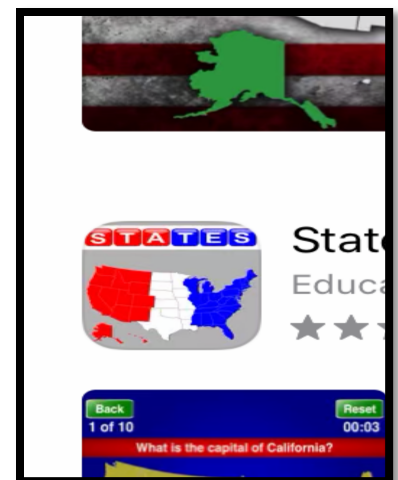 STATES
State
Educa
Back
Reset
1 of 10
00:03
What is the capital of California?